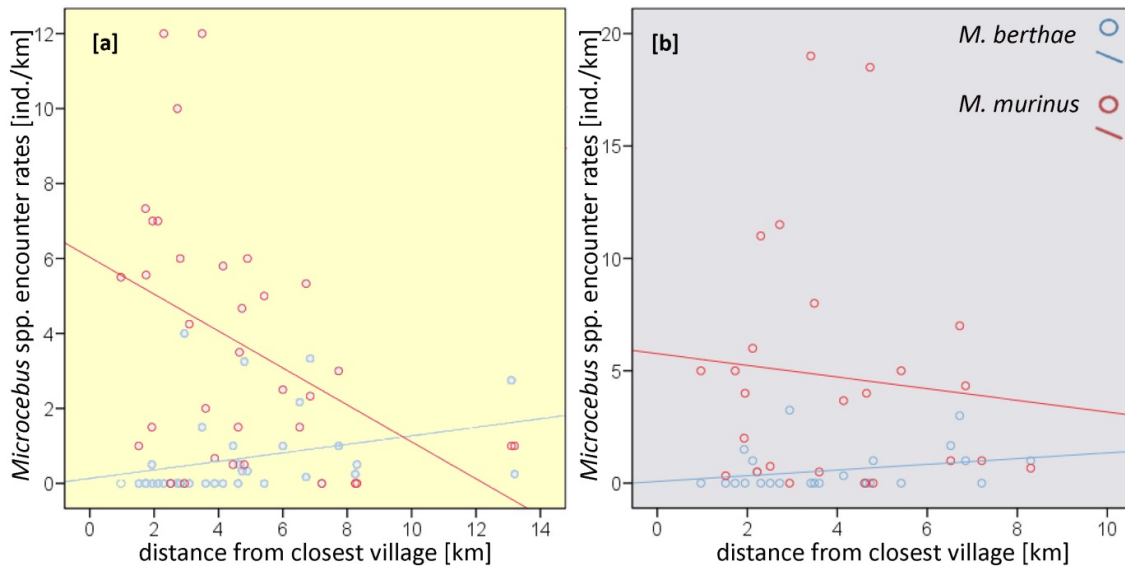 Microcebus spp. encounter rates [ind./km]
[a]
12
10
8
6
4
2
0
0 2 4 6 8 10 12 14
distance from closest village [km]
Microcebus spp. encounter rates [ind./km]
[b]
M. berthae
M. murinus
20
15
10
5
0
0 2 4 6 8 10
distance from closest village [km]